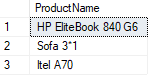 ProductName
1 HP EliteBook 840 G6
2 Sofa 3*1
3 Itel A70